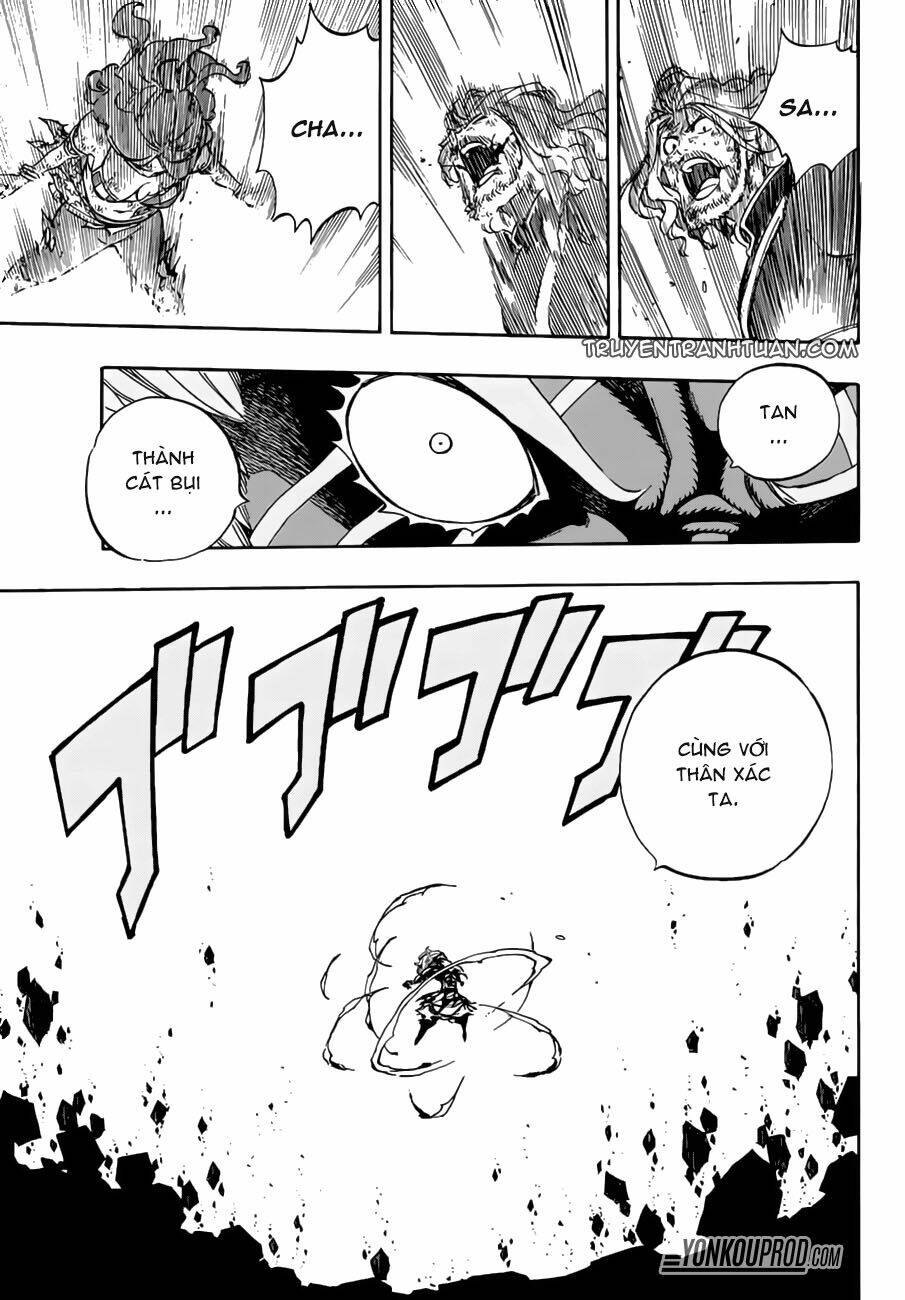 SA...
CHA...
TRUYENTRANHTUAN.COM
TAN
...
THÀNH
CÁT BỤI
...
ブブブブ
CÙNG VỚI
THÂN XÁC
TA.
YONKOUPROD.COM